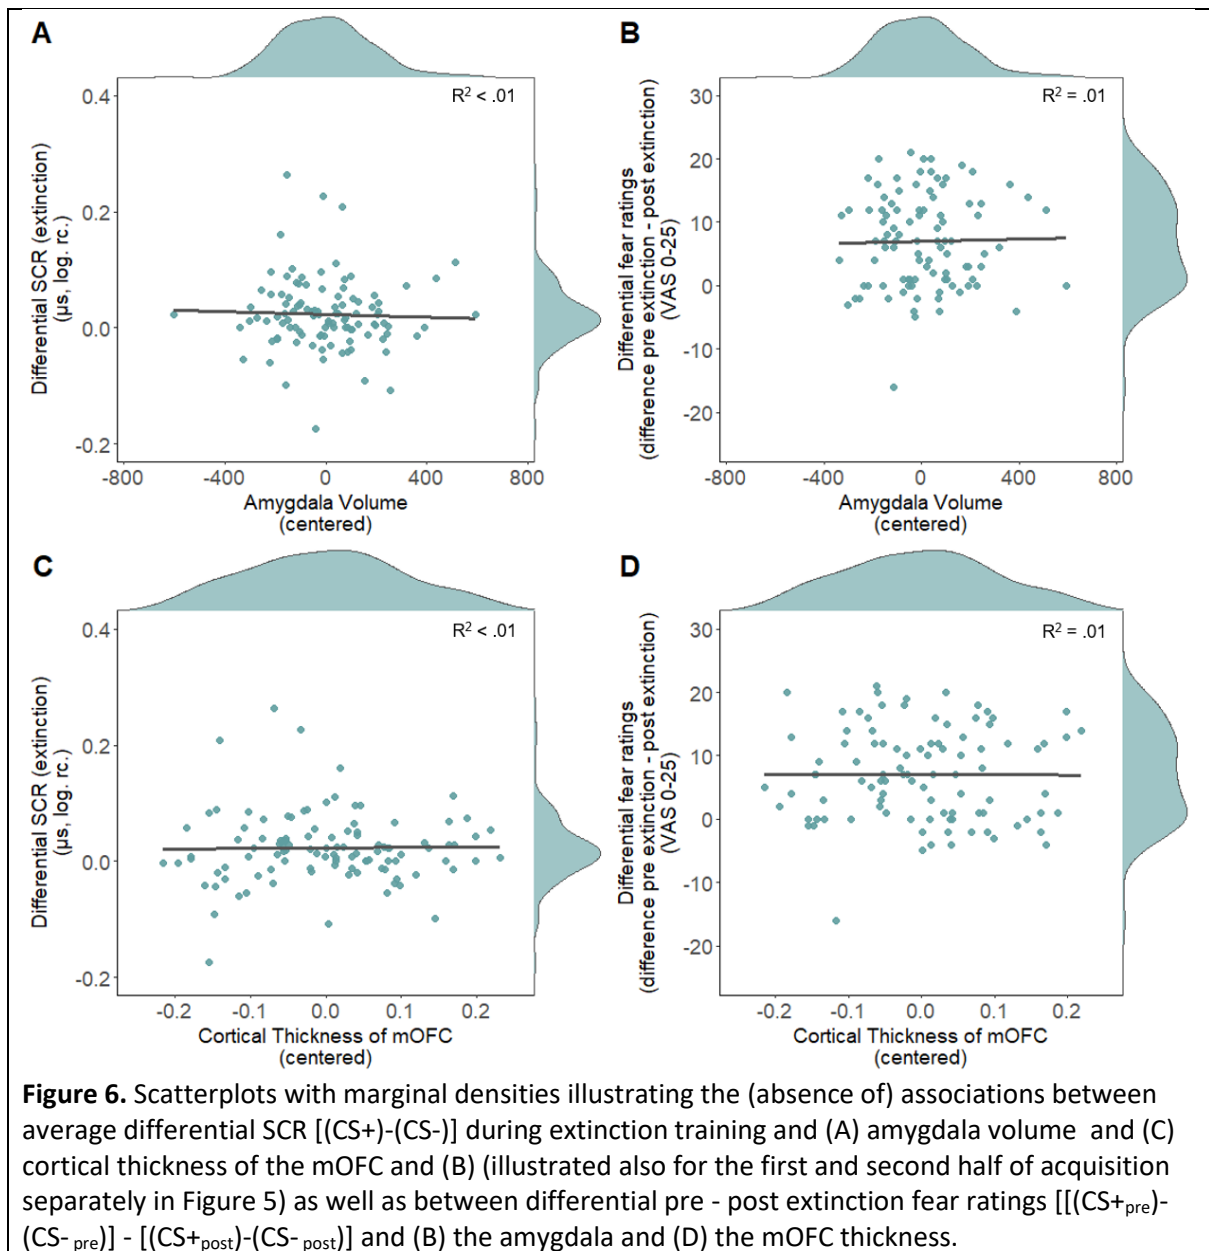 A
R² < .01
0.4
0.2
0.0
-0.2
Differential SCR (extinction)
(µs, log. rc.)
-800 -400 0 400 800
Amygdala Volume
(centered)
B
R² = .01
30
20
10
0
-10
-20
Differential fear ratings
(difference pre extinction - post extinction)
(VAS 0-25)
-800 -400 0 400 800
Amygdala Volume
(centered)
C
R² < .01
0.4
0.2
0.0
-0.2
Differential SCR (extinction)
(µs, log. rc.)
-0.2 -0.1 0.0 0.1 0.2
Cortical Thickness of mOFC
(centered)
D
R² = .01
30
20
10
0
-10
-20
Differential fear ratings
(difference pre extinction - post extinction)
(VAS 0-25)
-0.2 -0.1 0.0 0.1 0.2
Cortical Thickness of mOFC
(centered)
Figure 6. Scatterplots with marginal densities illustrating the (absence of) associations between
average differential SCR [(CS+)-(CS-)] during extinction training and (A) amygdala volume and (C)
cortical thickness of the mOFC and (B) (illustrated also for the first and second half of acquisition
separately in Figure 5) as well as between differential pre - post extinction fear ratings [[(CS+pre)-
(CS- pre)] - [(CS+post)-(CS- post)] and (B) the amygdala and (D) the mOFC thickness.